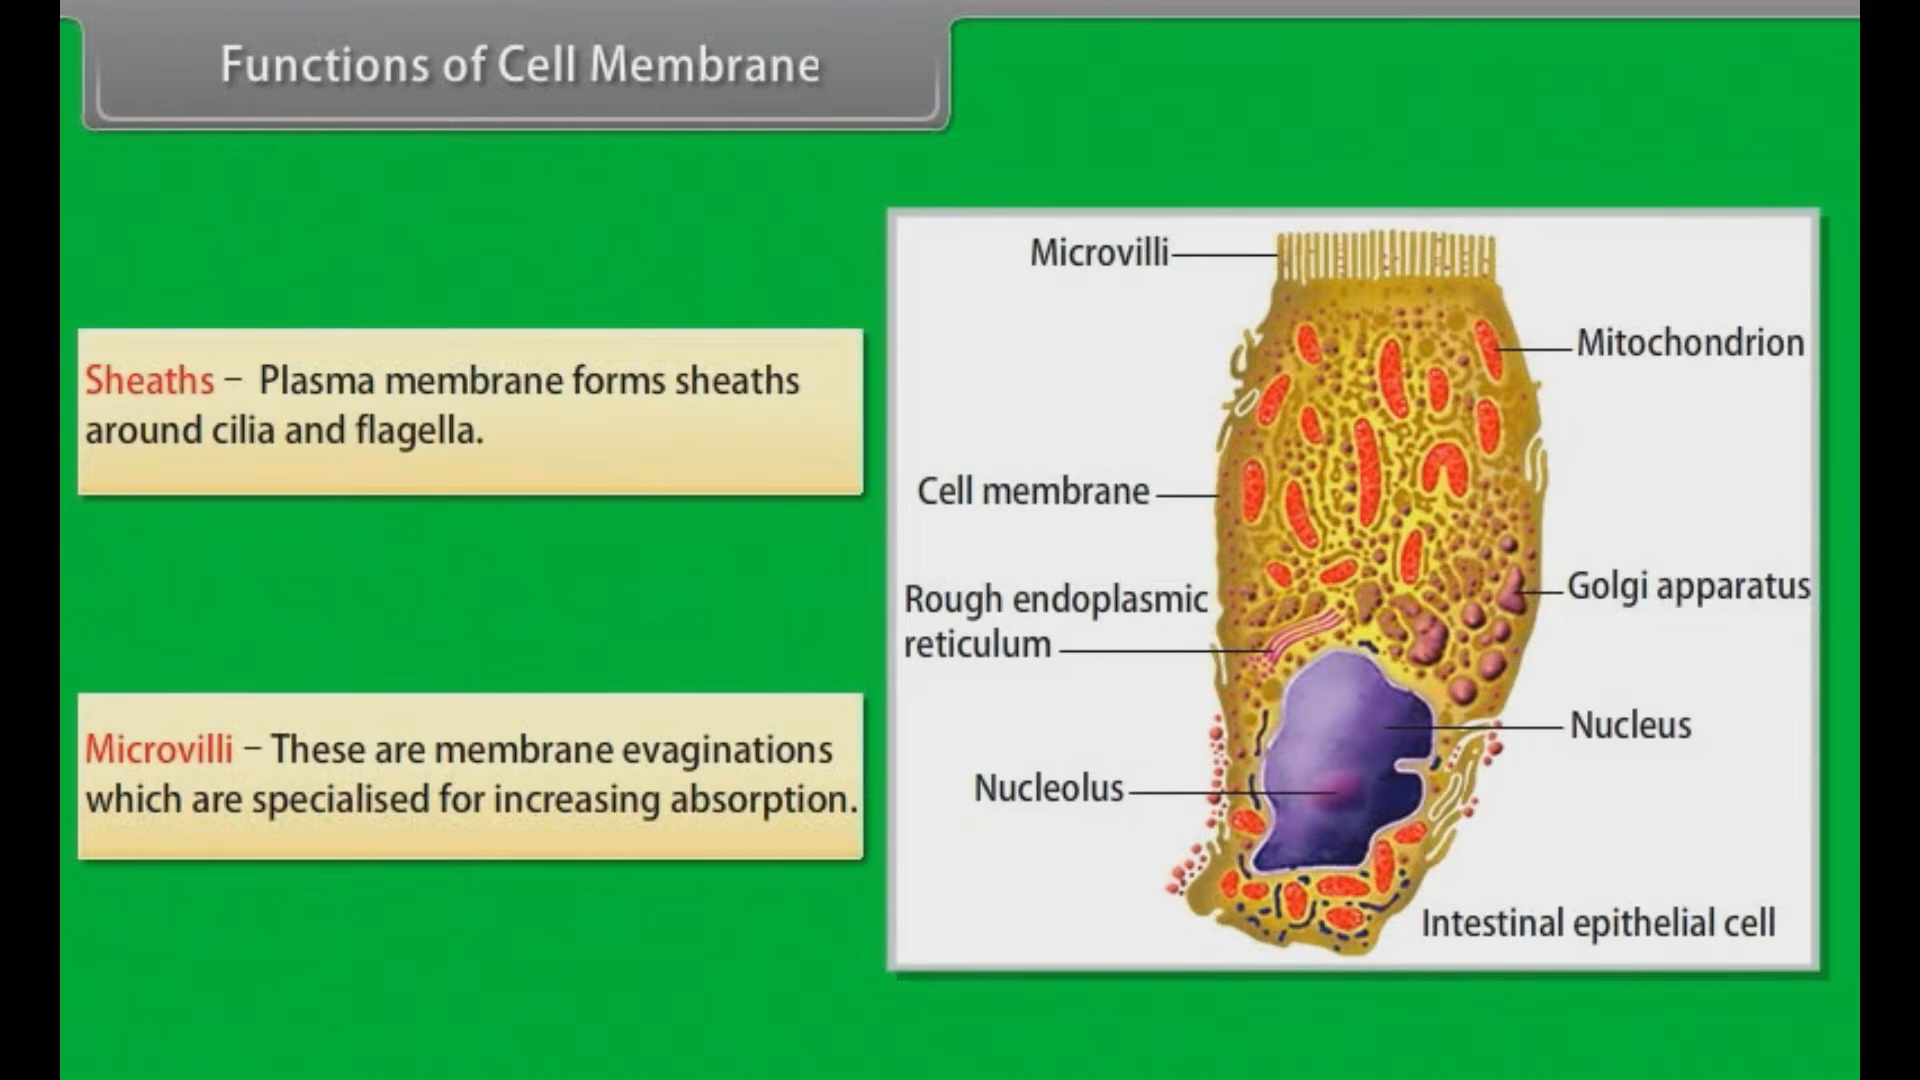 Functions of Cell Membrane
Sheaths – Plasma membrane forms sheaths
around cilia and flagella.
Microvilli – These are membrane evaginations
which are specialised for increasing absorption.
Microvilli
Mitochondrion
Cell membrane
Golgi apparatus
Rough endoplasmic
reticulum
Nucleus
Nucleolus
Intestinal epithelial cell